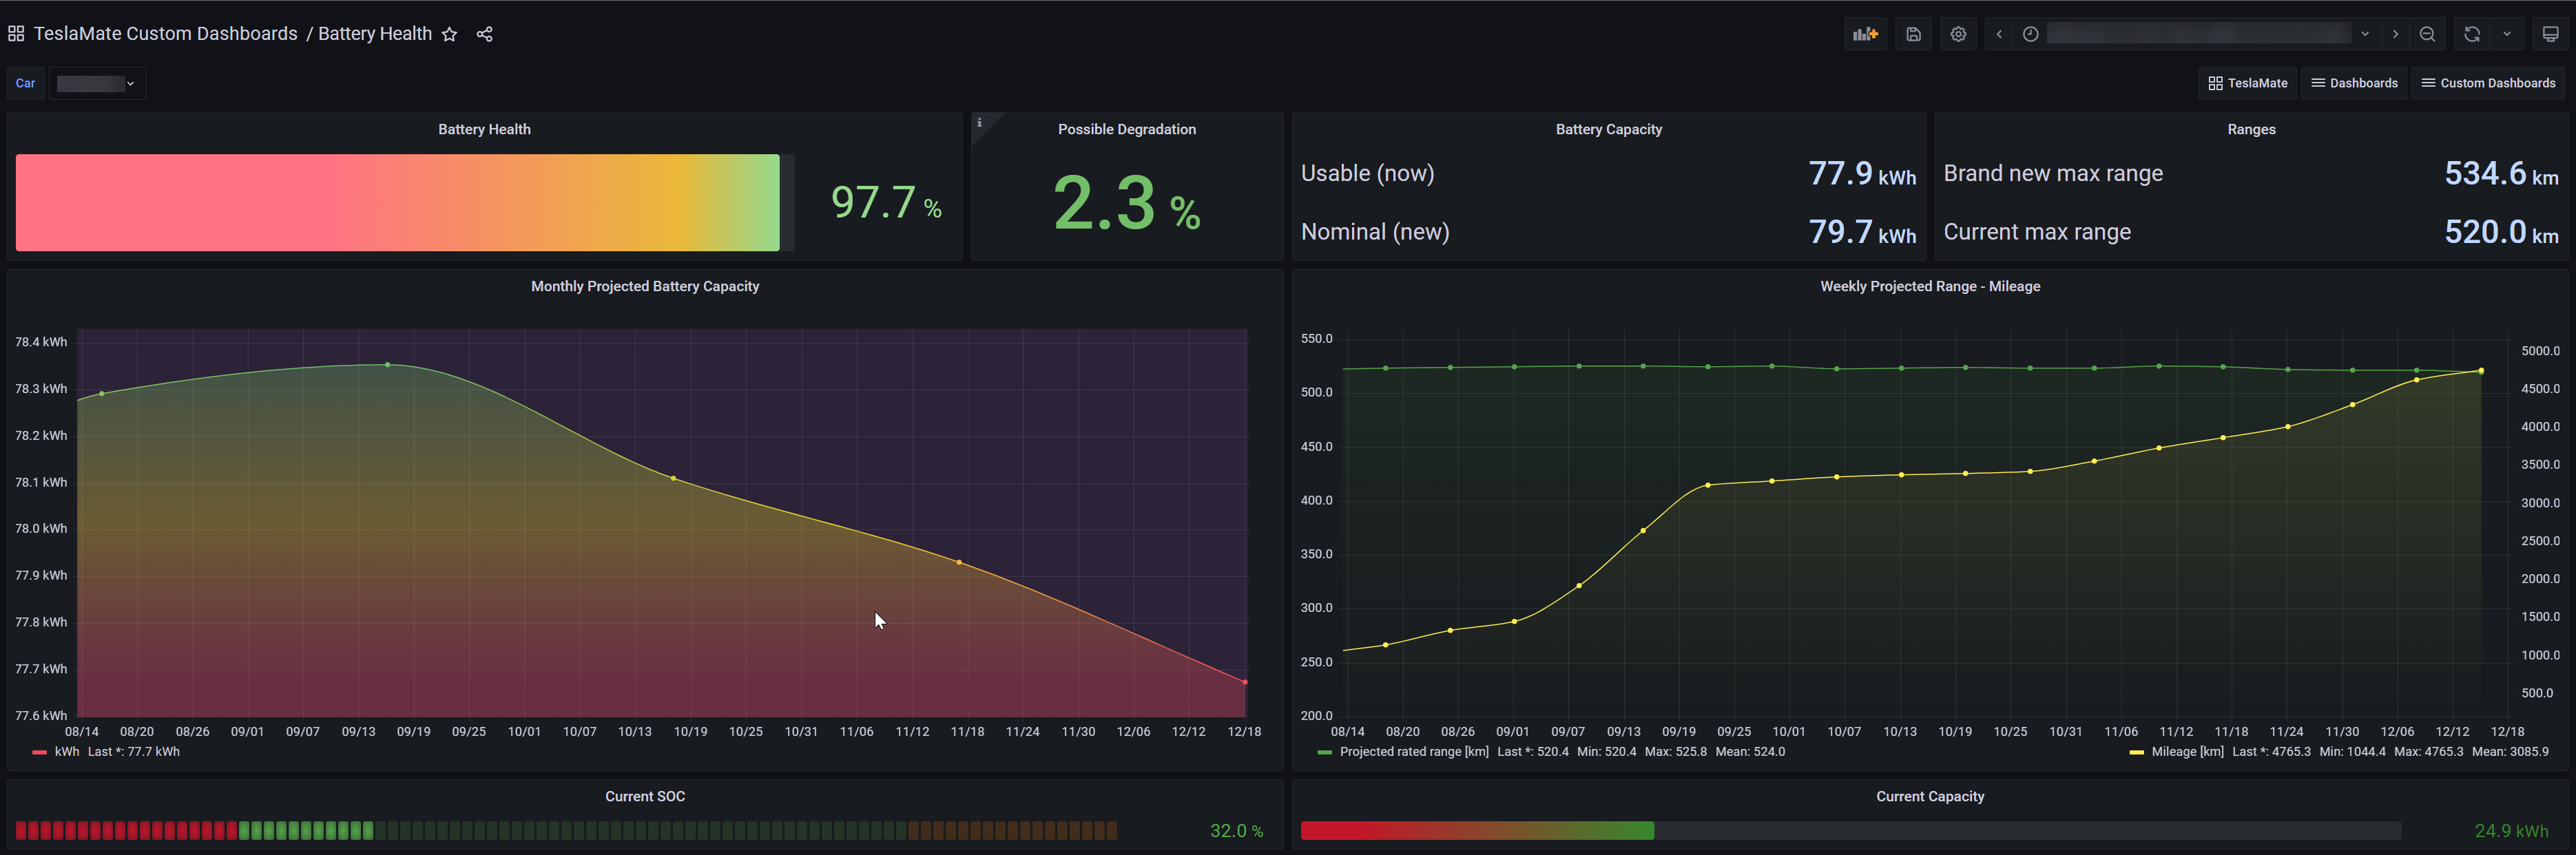 TeslaMate Custom Dashboards / Battery Health
Car
TeslaMate
Dashboards
Custom Dashboards
Battery Health
97.7 %
i
Possible Degradation
2.3 %
Battery Capacity
Usable (now) 77.9 kWh
Nominal (new) 79.7 kWh
Ranges
Brand new max range 534.6 km
Current max range 520.0 km
Monthly Projected Battery Capacity
78.4 kWh
78.3 kWh
78.2 kWh
78.1 kWh
78.0 kWh
77.9 kWh
77.8 kWh
77.7 kWh
77.6 kWh
08/14 08/20 08/26 09/01 09/07 09/13 09/19 09/25 10/01 10/07 10/13 10/19 10/25 10/31 11/06 11/12 11/18 11/24 11/30 12/06 12/12 12/18
kWh Last *: 77.7 kWh
Weekly Projected Range - Mileage
550.0
500.0
450.0
400.0
350.0
300.0
250.0
200.0
5000.0
4500.0
4000.0
3500.0
3000.0
2500.0
2000.0
1500.0
1000.0
500.0
08/14 08/20 08/26 09/01 09/07 09/13 09/19 09/25 10/01 10/07 10/13 10/19 10/25 10/31 11/06 11/12 11/18 11/24 11/30 12/06 12/12 12/18
Projected rated range [km] Last *: 520.4 Min: 520.4 Max: 525.8 Mean: 524.0
Mileage [km] Last *: 4765.3 Min: 1044.4 Max: 4765.3 Mean: 3085.9
Current SOC
32.0 %
Current Capacity
24.9 kWh